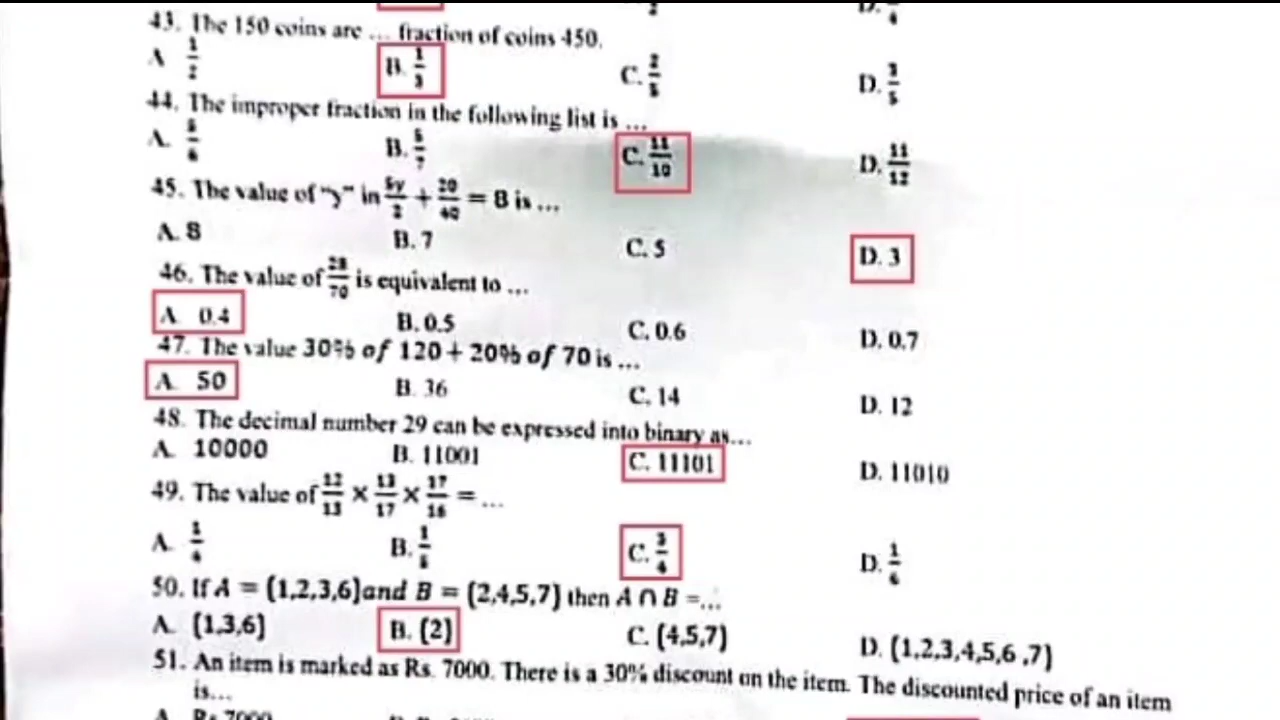 43. The 150 coins are ... fraction of coins 450.
A 1/2 B. 1/3 C. 2/5 D. 3/5
44. The improper fraction in the following list is ...
A. 5/6 B. 5/7 C. 11/10 D. 11/12
45. The value of "y" in 5y/2 + 20/40 = 8 is ...
A. 8 B. 7 C. 5 D. 3
46. The value of 28/70 is equivalent to ...
A 0.4 B. 0.5 C. 0.6 D. 0.7
47. The value 30% of 120 + 20% of 70 is ...
A 50 B. 36 C. 14 D. 12
48. The decimal number 29 can be expressed into binary as...
A 10000 B. 11001 C. 11101 D. 11010
49. The value of 12/13 × 13/17 × 17/16 = ...
A. B. C. 3/4 D.
50. If A = {1,2,3,6} and B = {2,4,5,7} then A ∩ B =...
A. {1,3,6} B. {2} C. {4,5,7} D. {1,2,3,4,5,6 ,7}
51. An item is marked as Rs. 7000. There is a 30% discount on the item. The discounted price of an item
is...
A Rs 7000